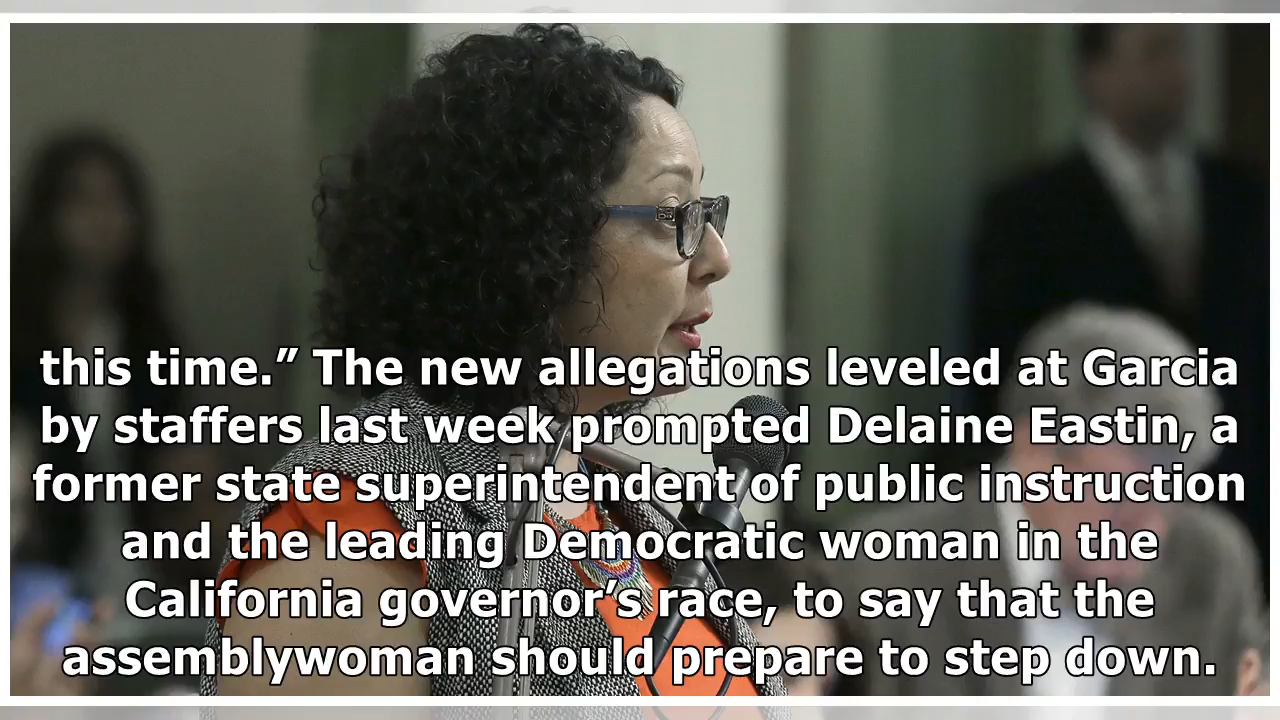 this time.” The new allegations leveled at Garcia
by staffers last week prompted Delaine Eastin, a
former state superintendent of public instruction
and the leading Democratic woman in the
California governor’s race, to say that the
assemblywoman should prepare to step down.